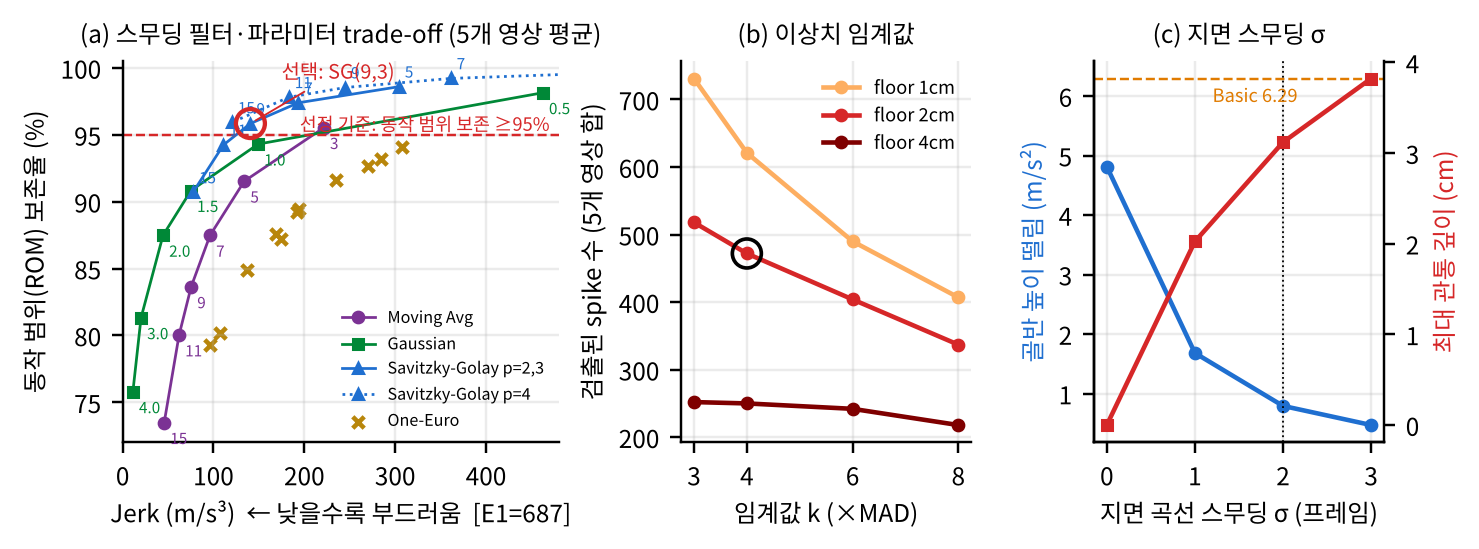 (a) 스무딩 필터·파라미터 trade-off (5개 영상 평균)
선택: SG(9,3)
선정 기준: 동작 범위 보존 ≥95%
동작 범위(ROM) 보존율 (%)
100
95
90
85
80
75
0
100
200
300
400
Jerk (m/s³) ← 낮을수록 부드러움 [E1=687]
15
11
9
7
5
3
4.0
3.0
2.0
1.5
1.0
0.5
15
15
9
11
7
5
7
Moving Avg
Gaussian
Savitzky-Golay p=2,3
Savitzky-Golay p=4
One-Euro
(b) 이상치 임계값
검출된 spike 수 (5개 영상 합)
700
600
500
400
300
200
3
4
6
8
임계값 k (×MAD)
floor 1cm
floor 2cm
floor 4cm
(c) 지면 스무딩 σ
골반 높이 떨림 (m/s²)
6
5
4
3
2
1
Basic 6.29
0
1
2
3
지면 곡선 스무딩 σ (프레임)
4
3
2
1
0
최대 관통 깊이 (cm)